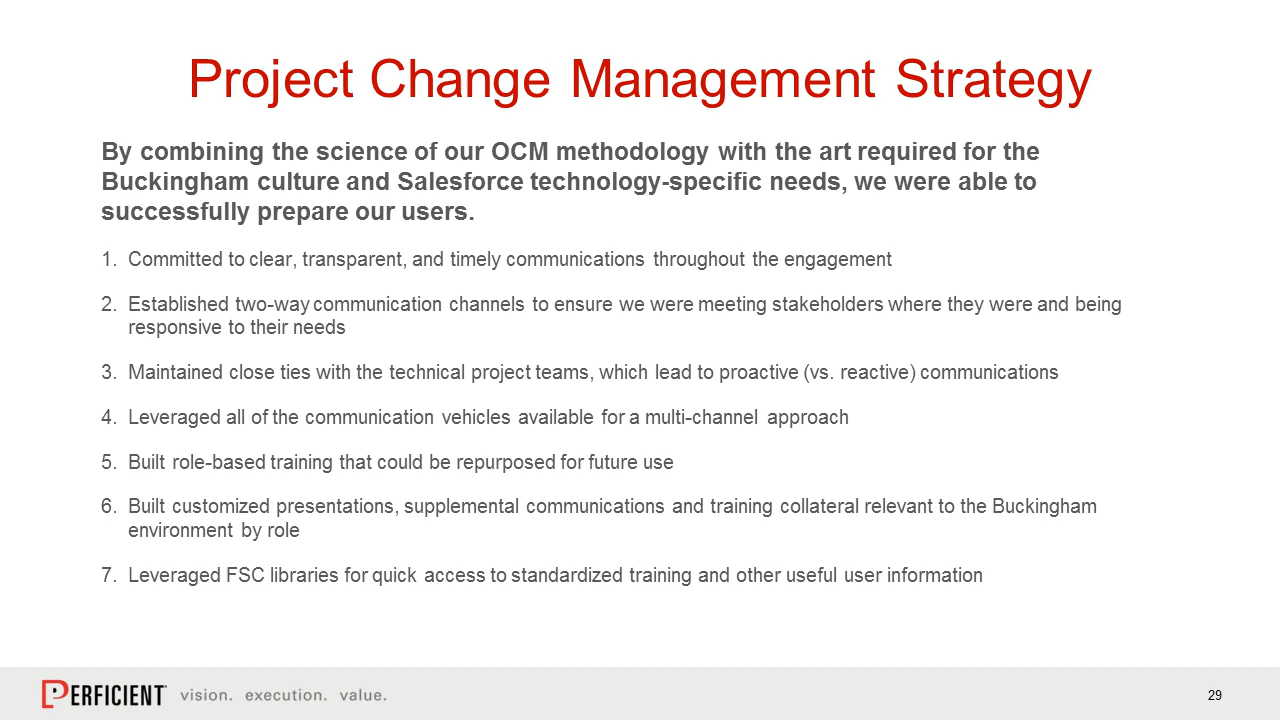 Project Change Management Strategy
By combining the science of our OCM methodology with the art required for the
Buckingham culture and Salesforce technology-specific needs, we were able to
successfully prepare our users.
1. Committed to clear, transparent, and timely communications throughout the engagement
2. Established two-way communication channels to ensure we were meeting stakeholders where they were and being
responsive to their needs
3. Maintained close ties with the technical project teams, which lead to proactive (vs. reactive) communications
4. Leveraged all of the communication vehicles available for a multi-channel approach
5. Built role-based training that could be repurposed for future use
6. Built customized presentations, supplemental communications and training collateral relevant to the Buckingham
environment by role
7. Leveraged FSC libraries for quick access to standardized training and other useful user information
PERFICIENT vision. execution. value.
29